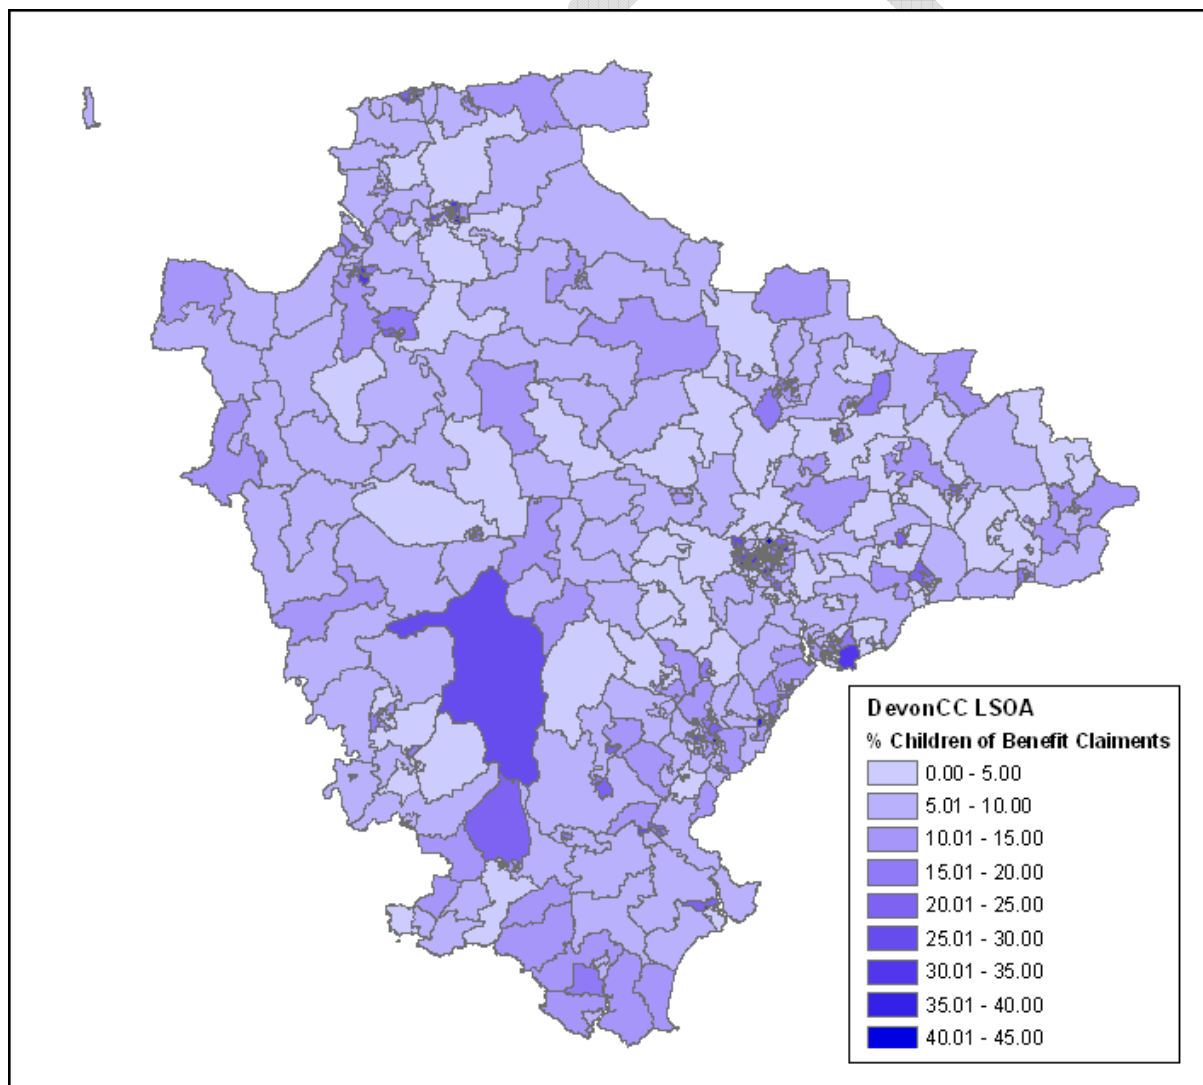 DevonCC LSOA
% Children of Benefit Claiments
0.00 - 5.00
5.01 - 10.00
10.01 - 15.00
15.01 - 20.00
20.01 - 25.00
25.01 - 30.00
30.01 - 35.00
35.01 - 40.00
40.01 - 45.00